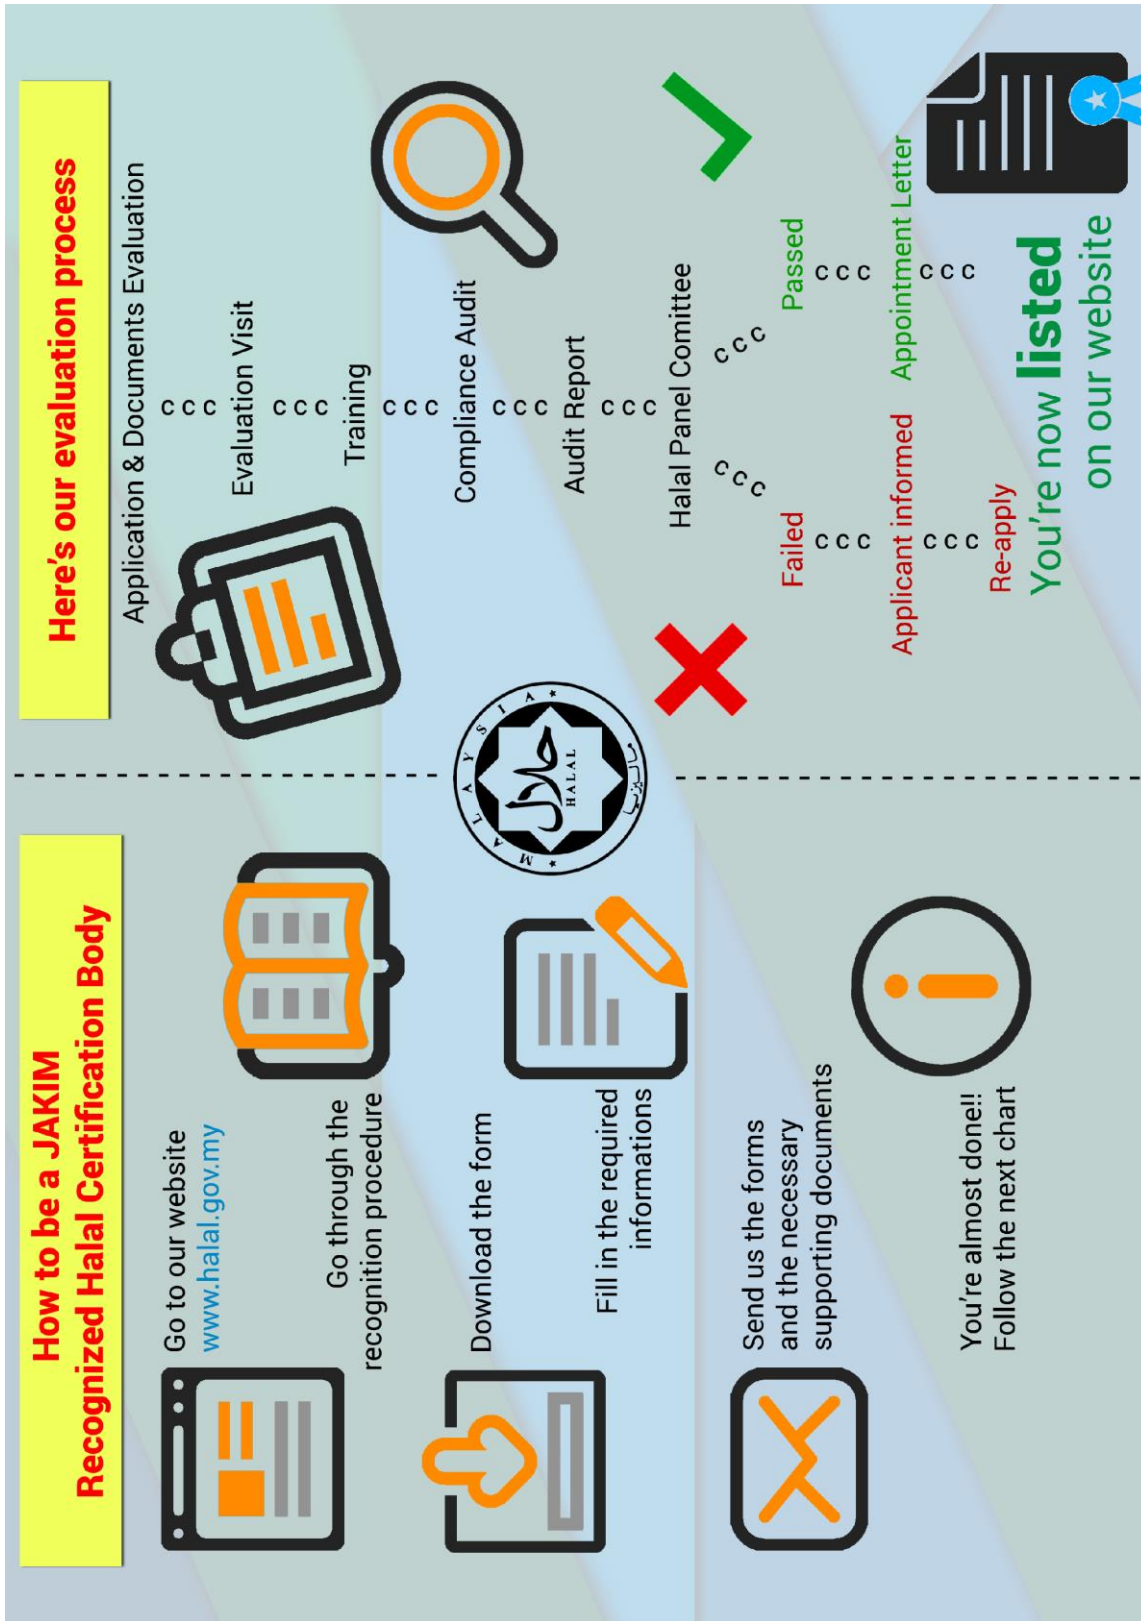 How to be a JAKIM
Recognized Halal Certification Body
Go to our website
www.halal.gov.my
Go through the
recognition procedure
Download the form
Fill in the required
informations
Send us the forms
and the necessary
supporting documents
You're almost done!!
Follow the next chart
MALAYSIA
حلال
HALAL
ماليزيا
Here's our evaluation process
Application & Documents Evaluation
c c c
Evaluation Visit
c c c
Training
c c c
Compliance Audit
c c c
Audit Report
c c c
Halal Panel Comittee
c c c
c c c
Failed
Passed
c c c
c c c
Applicant informed
Appointment Letter
c c c
c c c
Re-apply
You're now listed
on our website